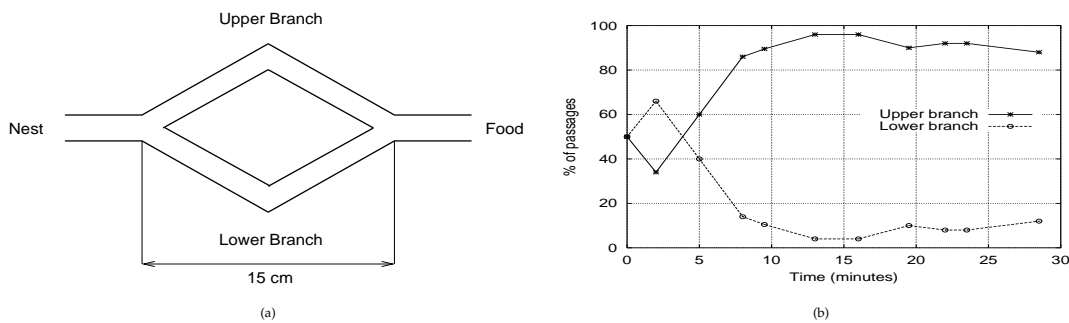 Upper Branch
Nest
Food
Lower Branch
15 cm
(a)
100
80
60
40
20
0
% of passages
Upper branch
Lower branch
0 5 10 15 20 25 30
Time (minutes)
(b)